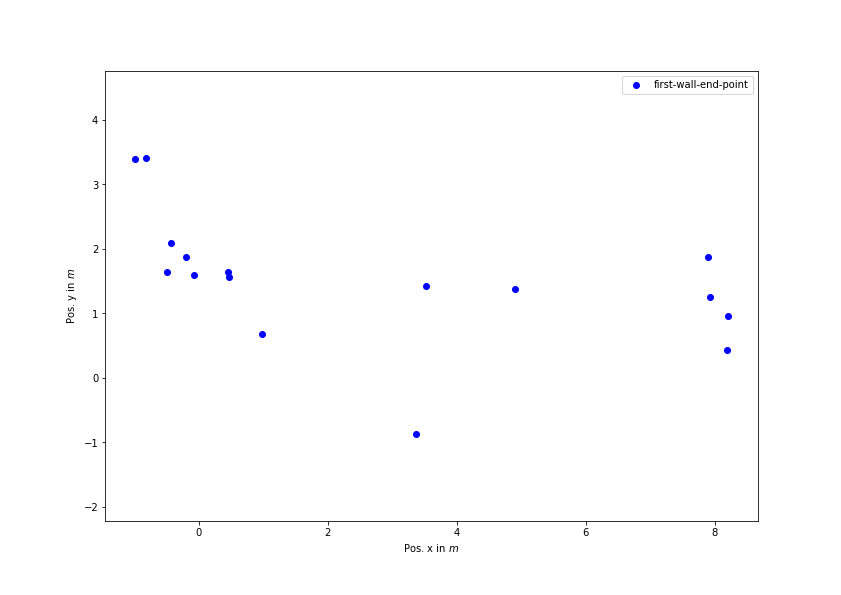 first-wall-end-point
4
3
2
1
0
−1
−2
Pos. y in m
0 2 4 6 8
Pos. x in m